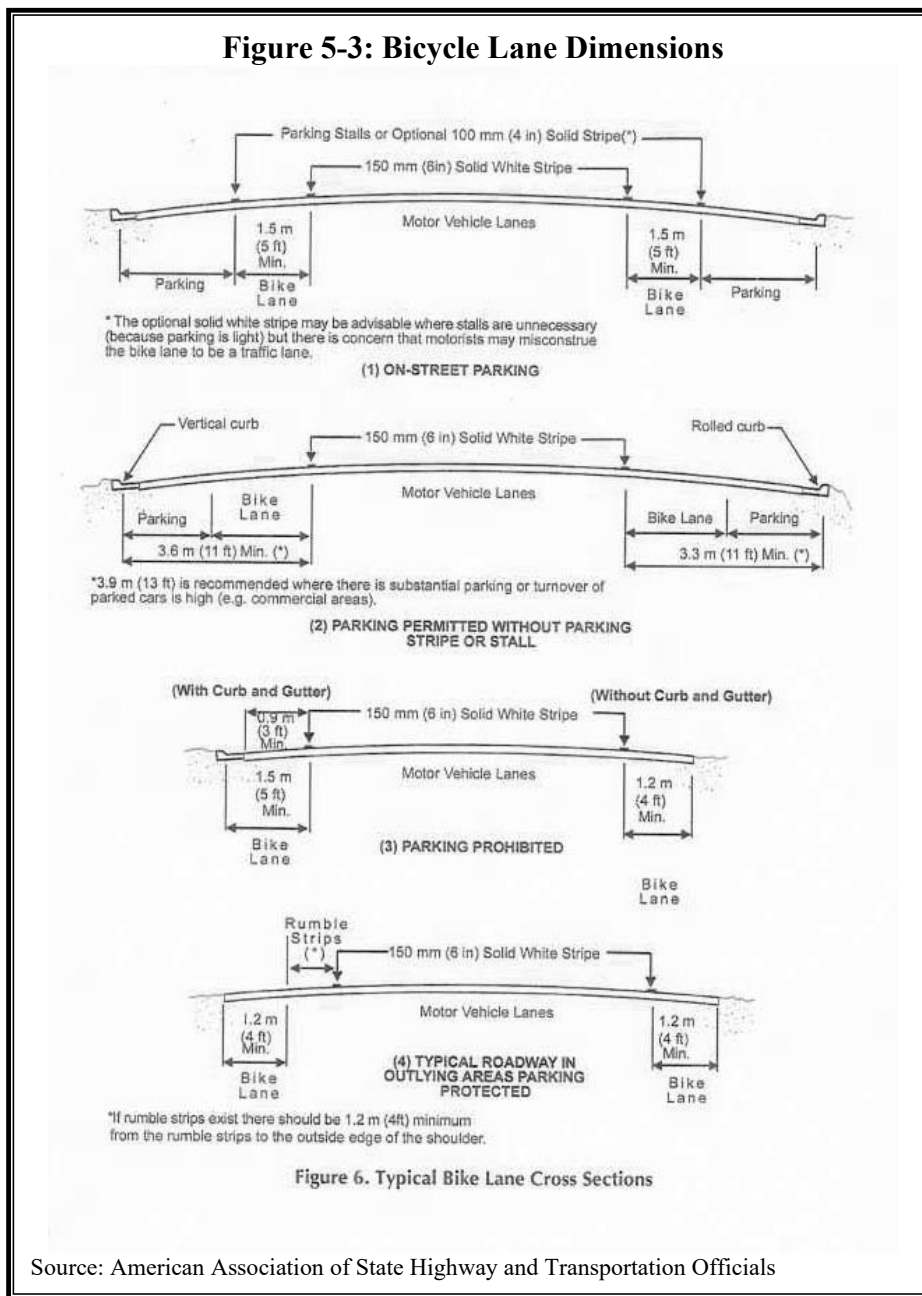 Figure 5-3: Bicycle Lane Dimensions
Parking Stalls or Optional 100 mm (4 in) Solid Stripe(*)
150 mm (6in) Solid White Stripe
Motor Vehicle Lanes
1.5 m
(5 ft)
Min.
Parking
Bike
Lane
1.5 m
(5 ft)
Min.
Bike
Lane
Parking
* The optional solid white stripe may be advisable where stalls are unnecessary
(because parking is light) but there is concern that motorists may misconstrue
the bike lane to be a traffic lane.
(1) ON-STREET PARKING
Vertical curb
150 mm (6 in) Solid White Stripe
Rolled curb
Motor Vehicle Lanes
Parking
Bike
Lane
Bike Lane
Parking
3.6 m (11 ft) Min. (*)
3.3 m (11 ft) Min. (*)
*3.9 m (13 ft) is recommended where there is substantial parking or turnover of
parked cars is high (e.g. commercial areas).
(2) PARKING PERMITTED WITHOUT PARKING
STRIPE OR STALL
(With Curb and Gutter)
(Without Curb and Gutter)
0.9 m
(3 ft)
Min.
150 mm (6 in) Solid White Stripe
Motor Vehicle Lanes
1.5 m
(5 ft)
Min.
Bike
Lane
1.2 m
(4 ft)
Min.
(3) PARKING PROHIBITED
Bike
Lane
Rumble
Strips
(*)
150 mm (6 in) Solid White Stripe
Motor Vehicle Lanes
1.2 m
(4 ft)
Min.
Bike
Lane
1.2 m
(4 ft)
Min.
Bike
Lane
(4) TYPICAL ROADWAY IN
OUTLYING AREAS PARKING
PROTECTED
*If rumble strips exist there should be 1.2 m (4ft) minimum
from the rumble strips to the outside edge of the shoulder.
Figure 6. Typical Bike Lane Cross Sections
Source: American Association of State Highway and Transportation Officials